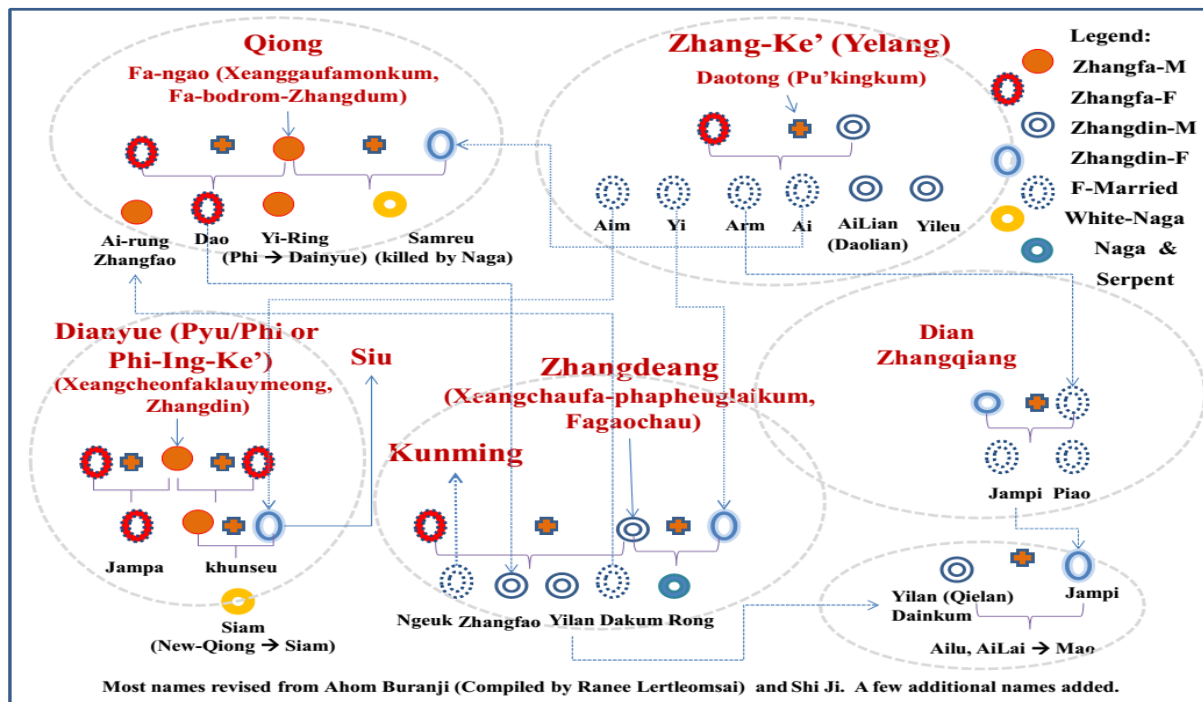 Qiong
Fa-ngao (Xeanggaufamonkum,
Fa-bodrom-Zhangdum)
Ai-rung
Zhangfao
Dao
Yi-Ring
(Phi → Dainyue)
Samreu
(killed by Naga)
Zhang-Ke’ (Yelang)
Daotong (Pu’kingkum)
Aim
Yi
Arm
Ai
AiLian
(Daolian)
Yileu
Legend:
Zhangfa-M
Zhangfa-F
Zhangdin-M
Zhangdin-F
F-Married
White-Naga
Naga &
Serpent
Dianyue (Pyu/Phi or
Phi-Ing-Ke’)
(Xeangcheonfaklauymeong,
Zhangdin)
Jampa
khunseu
Siam
(New-Qiong → Siam)
Siu
Zhangdeang
(Xeangchaufa-phapheuglaikum,
Fagaochau)
Kunming
Ngeuk Zhangfao Yilan Dakum Rong
Dian
Zhangqiang
Jampi Piao
Yilan (Qielan)
Dainkum
Jampi
Ailu, AiLai → Mao
Most names revised from Ahom Buranji (Compiled by Ranee Lertleomsai) and Shi Ji. A few additional names added.